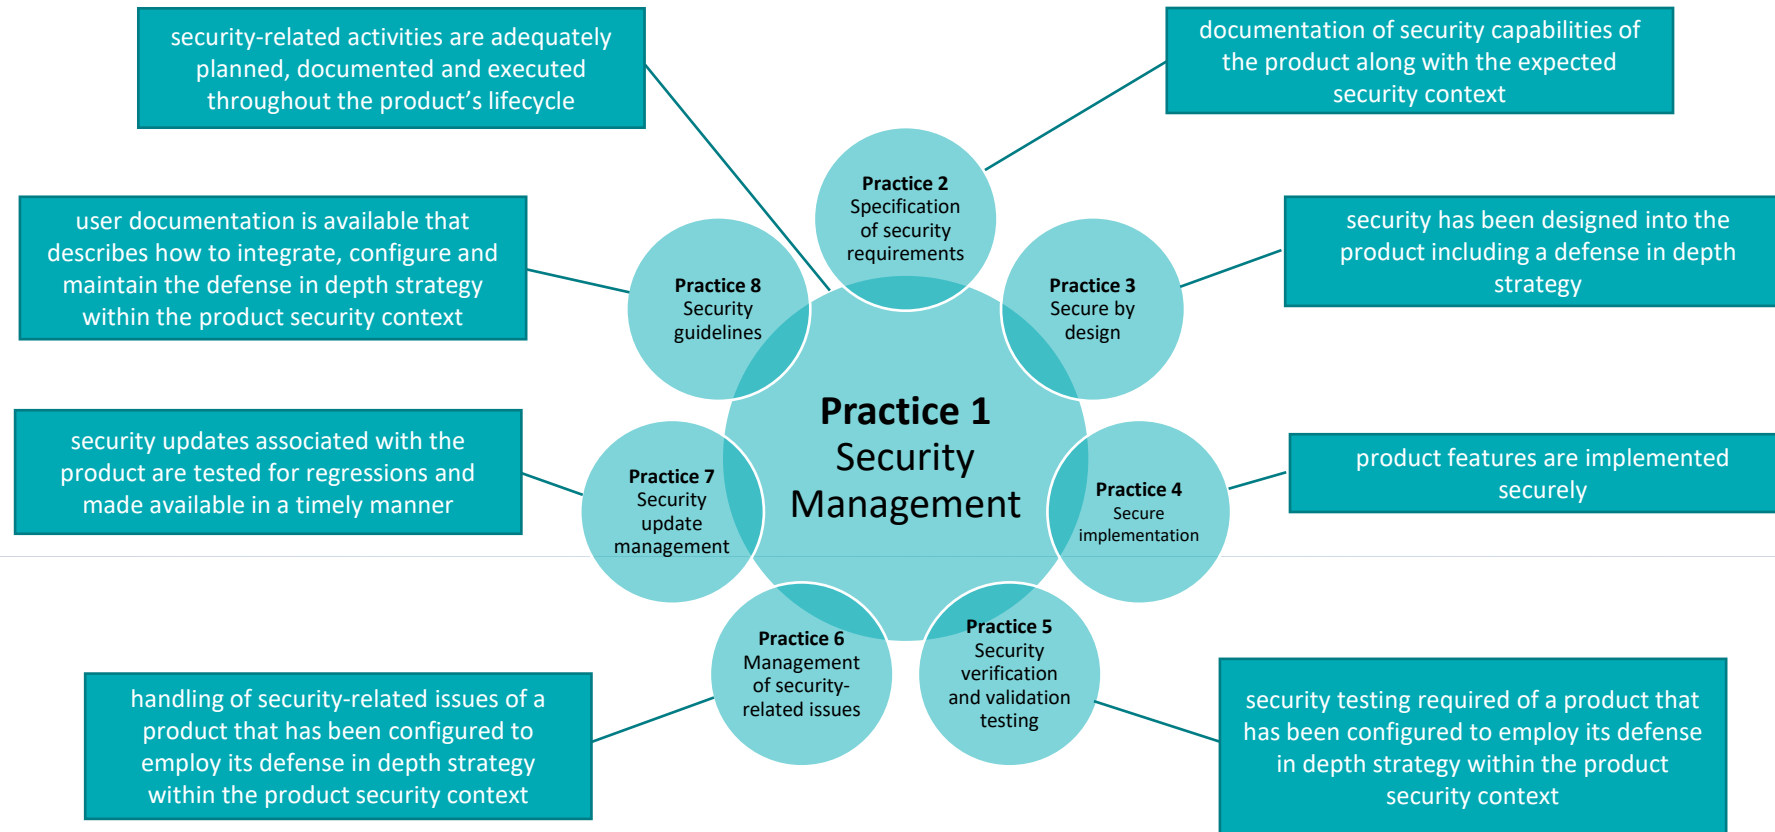 security-related activities are adequately
planned, documented and executed
throughout the product’s lifecycle
documentation of security capabilities of
the product along with the expected
security context
user documentation is available that
describes how to integrate, configure and
maintain the defense in depth strategy
within the product security context
security has been designed into the
product including a defense in depth
strategy
security updates associated with the
product are tested for regressions and
made available in a timely manner
product features are implemented
securely
handling of security-related issues of a
product that has been configured to
employ its defense in depth strategy
within the product security context
security testing required of a product that
has been configured to employ its defense
in depth strategy within the product
security context
Practice 1
Security
Management
Practice 2
Specification
of security
requirements
Practice 3
Secure by
design
Practice 4
Secure
implementation
Practice 5
Security
verification
and validation
testing
Practice 6
Management
of security-
related issues
Practice 7
Security
update
management
Practice 8
Security
guidelines